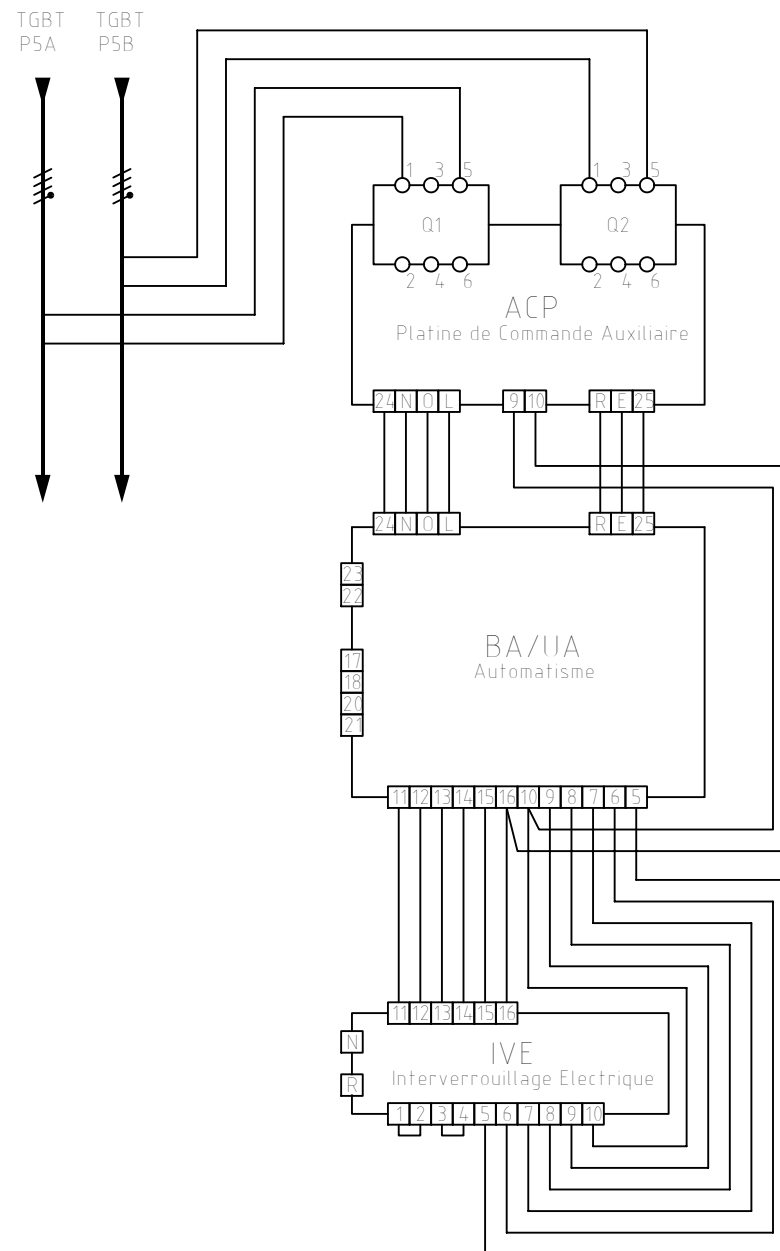 TGBT TGBT
P5A P5B
1 3 5 1 3 5
Q1 Q2
2 4 6 2 4 6
ACP
Platine de Commande Auxiliaire
24 N O L 9 10 R E 25
24 N O L R E 25
23
22
17
18
20
21
BA/UA
Automatisme
11 12 13 14 15 16 10 9 8 7 6 5
11 12 13 14 15 16
N
R
IVE
Interverrouillage Electrique
1 2 3 4 5 6 7 8 9 10